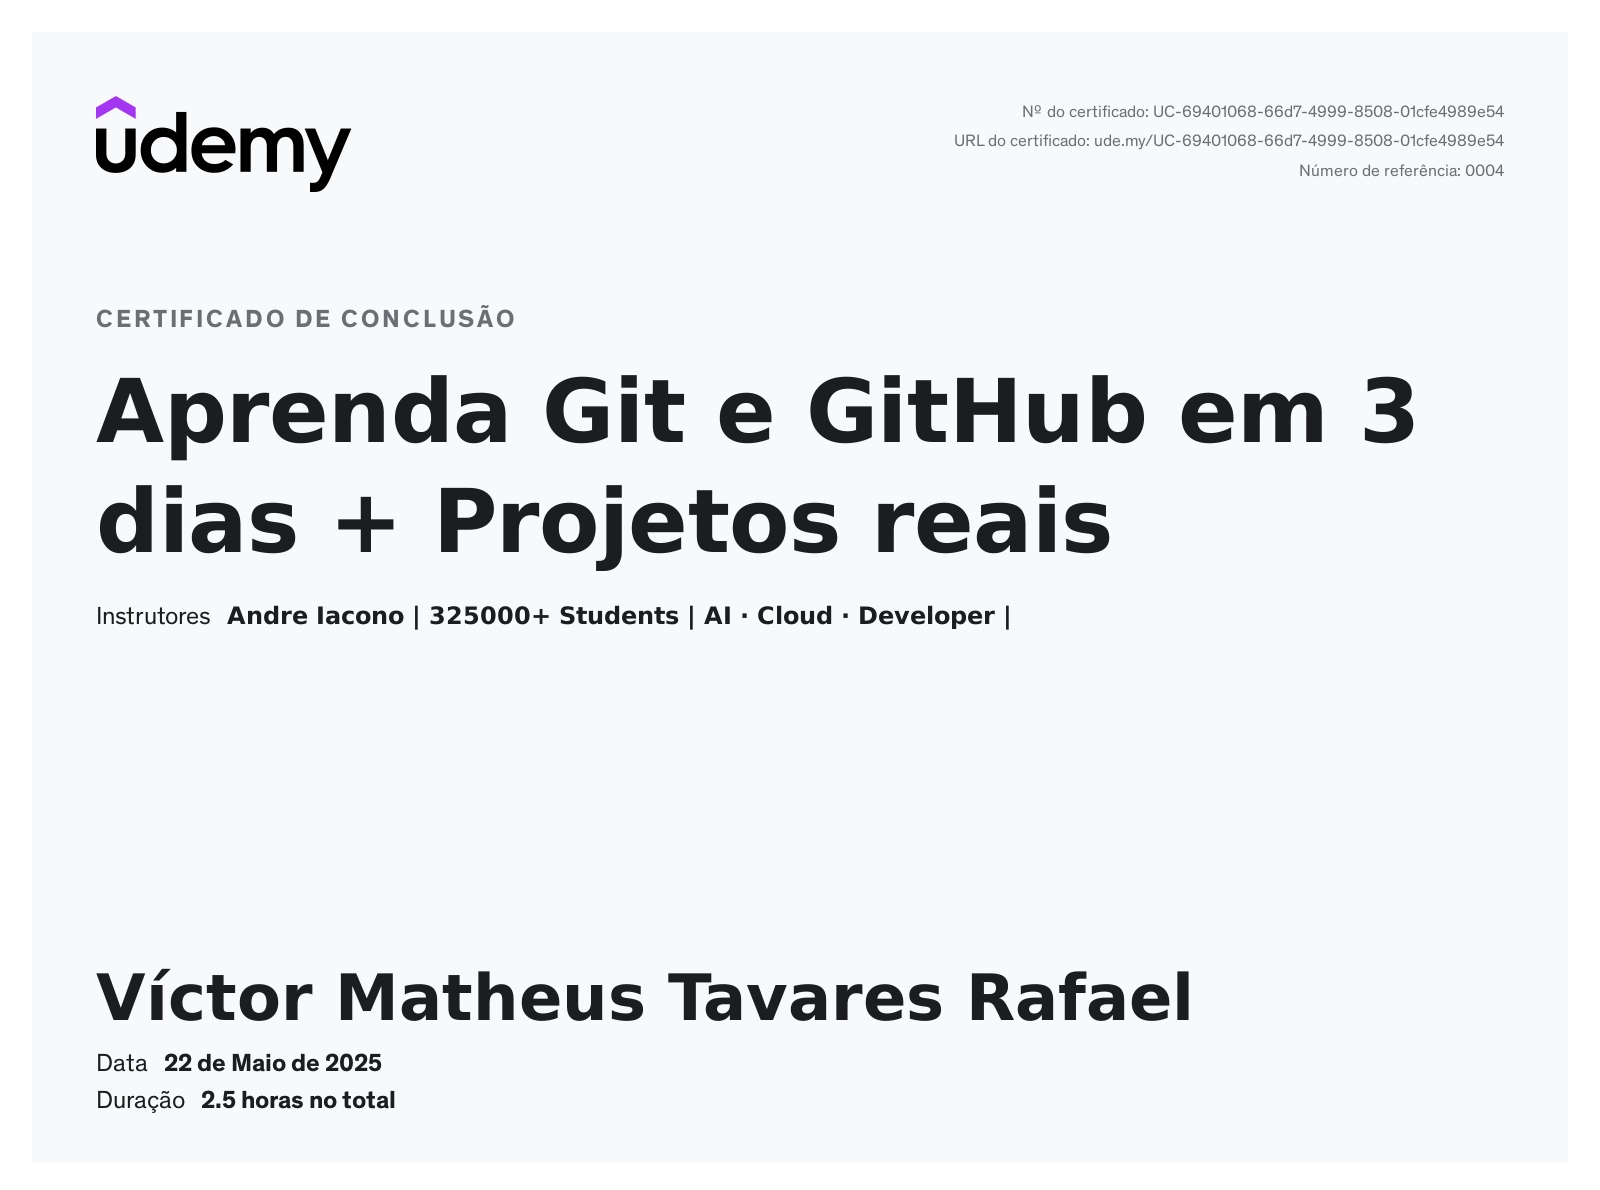 udemy
Nº do certificado: UC-69401068-66d7-4999-8508-01cfe4989e54
URL do certificado: ude.my/UC-69401068-66d7-4999-8508-01cfe4989e54
Número de referência: 0004
CERTIFICADO DE CONCLUSÃO
Aprenda Git e GitHub em 3
dias + Projetos reais
Instrutores Andre Iacono | 325000+ Students | AI · Cloud · Developer |
Víctor Matheus Tavares Rafael
Data 22 de Maio de 2025
Duração 2.5 horas no total